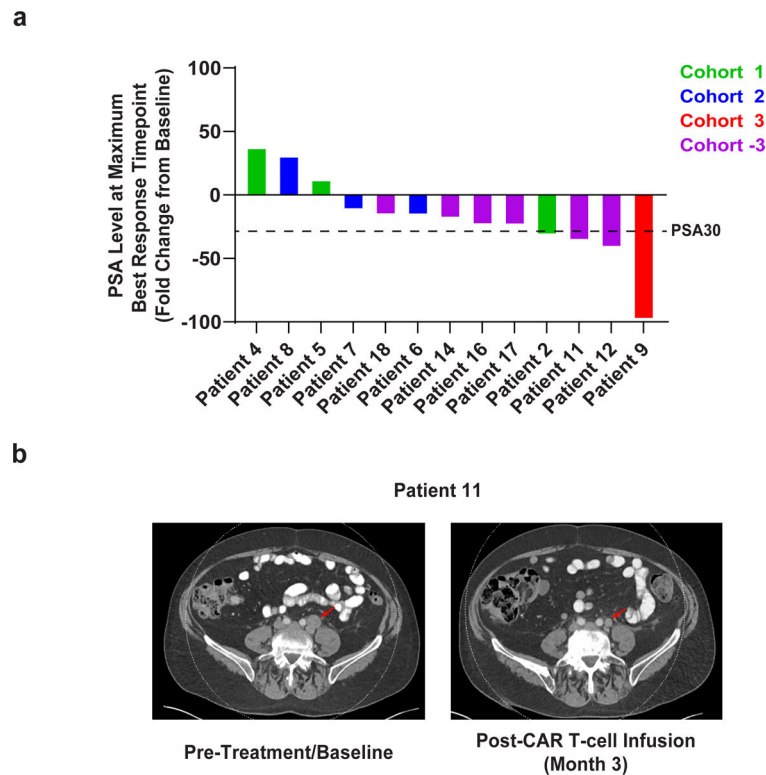 a
PSA Level at Maximum
Best Response Timepoint
(Fold Change from Baseline)
100
50
0
-50
-100
Cohort 1
Cohort 2
Cohort 3
Cohort -3
PSA30
Patient 4
Patient 8
Patient 5
Patient 7
Patient 18
Patient 6
Patient 14
Patient 16
Patient 17
Patient 2
Patient 11
Patient 12
Patient 9
b
Patient 11
Pre-Treatment/Baseline
Post-CAR T-cell Infusion
(Month 3)